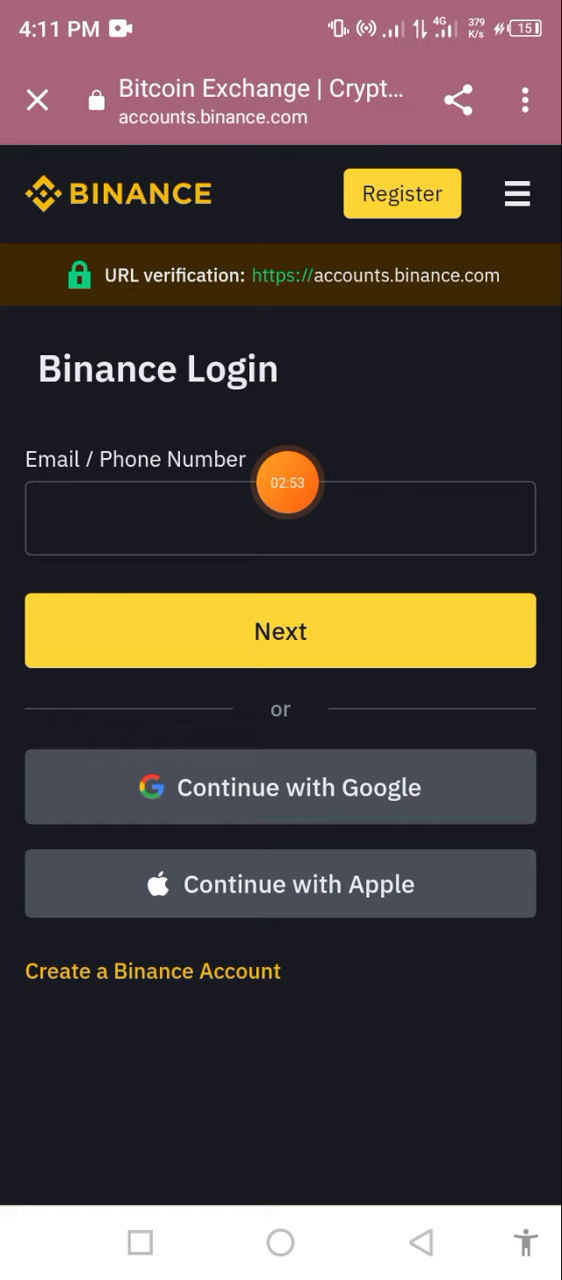 4:11 PM
4G
379
K/s
15
Bitcoin Exchange | Crypt...
accounts.binance.com
BINANCE
Register
URL verification: https://accounts.binance.com
Binance Login
Email / Phone Number
02:53
Next
or
Continue with Google
Continue with Apple
Create a Binance Account